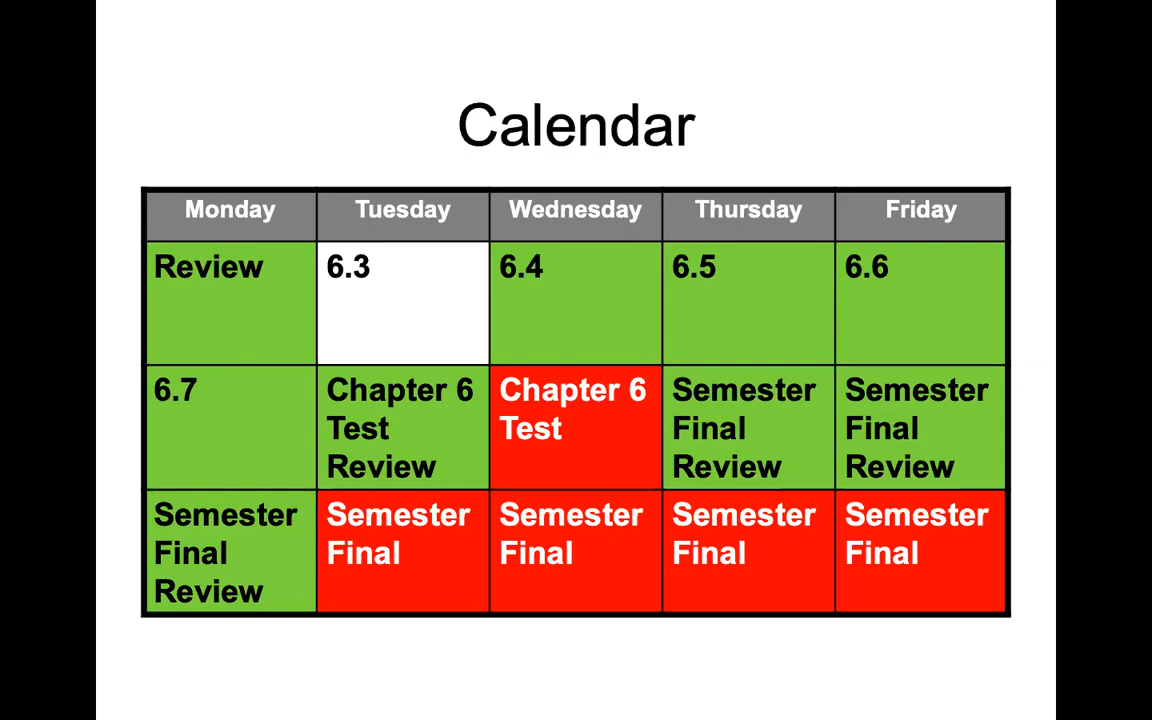 Calendar
Monday Tuesday Wednesday Thursday Friday
Review 6.3 6.4 6.5 6.6
6.7
Chapter 6
Test
Review
Chapter 6
Test
Semester
Final
Review
Semester
Final
Review
Semester
Final
Review
Semester
Final
Semester
Final
Semester
Final
Semester
Final